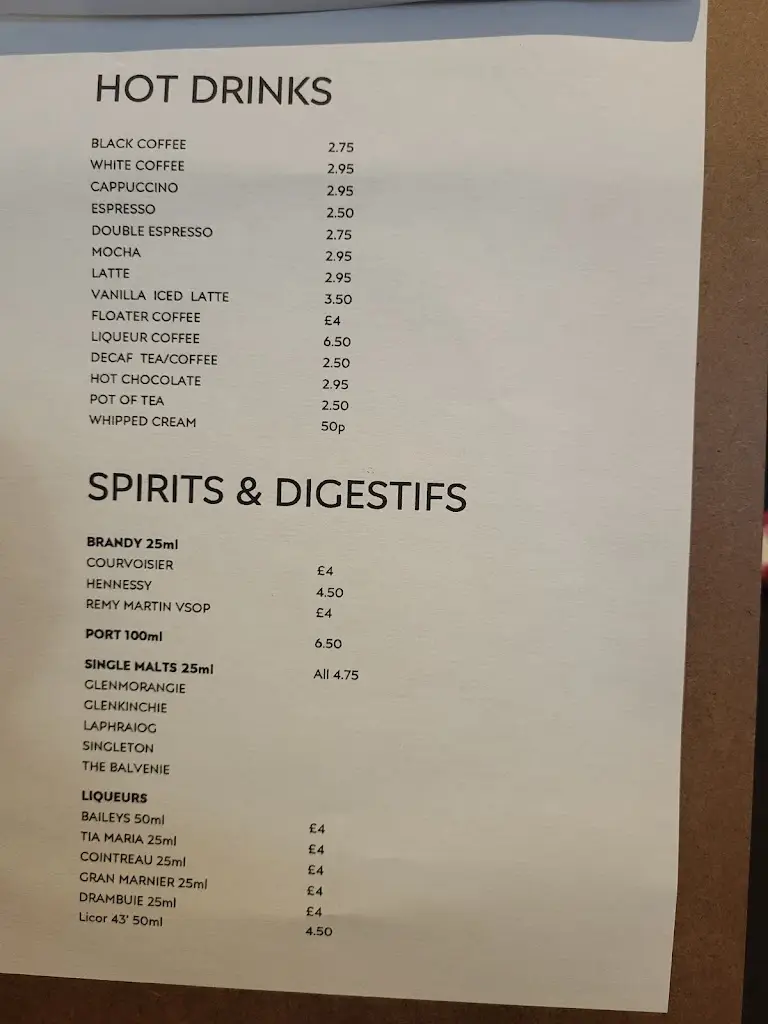 HOT DRINKS
BLACK COFFEE 2.75
WHITE COFFEE 2.95
CAPPUCCINO 2.95
ESPRESSO 2.50
DOUBLE ESPRESSO 2.75
MOCHA 2.95
LATTE 2.95
VANILLA ICED LATTE 3.50
FLOATER COFFEE £4
LIQUEUR COFFEE 6.50
DECAF TEA/COFFEE 2.50
HOT CHOCOLATE 2.95
POT OF TEA 2.50
WHIPPED CREAM 50p
SPIRITS & DIGESTIFS
BRANDY 25ml
COURVOISIER £4
HENNESSY 4.50
REMY MARTIN VSOP £4
PORT 100ml 6.50
SINGLE MALTS 25ml All 4.75
GLENMORANGIE
GLENKINCHIE
LAPHRAIOG
SINGLETON
THE BALVENIE
LIQUEURS
BAILEYS 50ml £4
TIA MARIA 25ml £4
COINTREAU 25ml £4
GRAN MARNIER 25ml £4
DRAMBUIE 25ml £4
Licor 43' 50ml 4.50